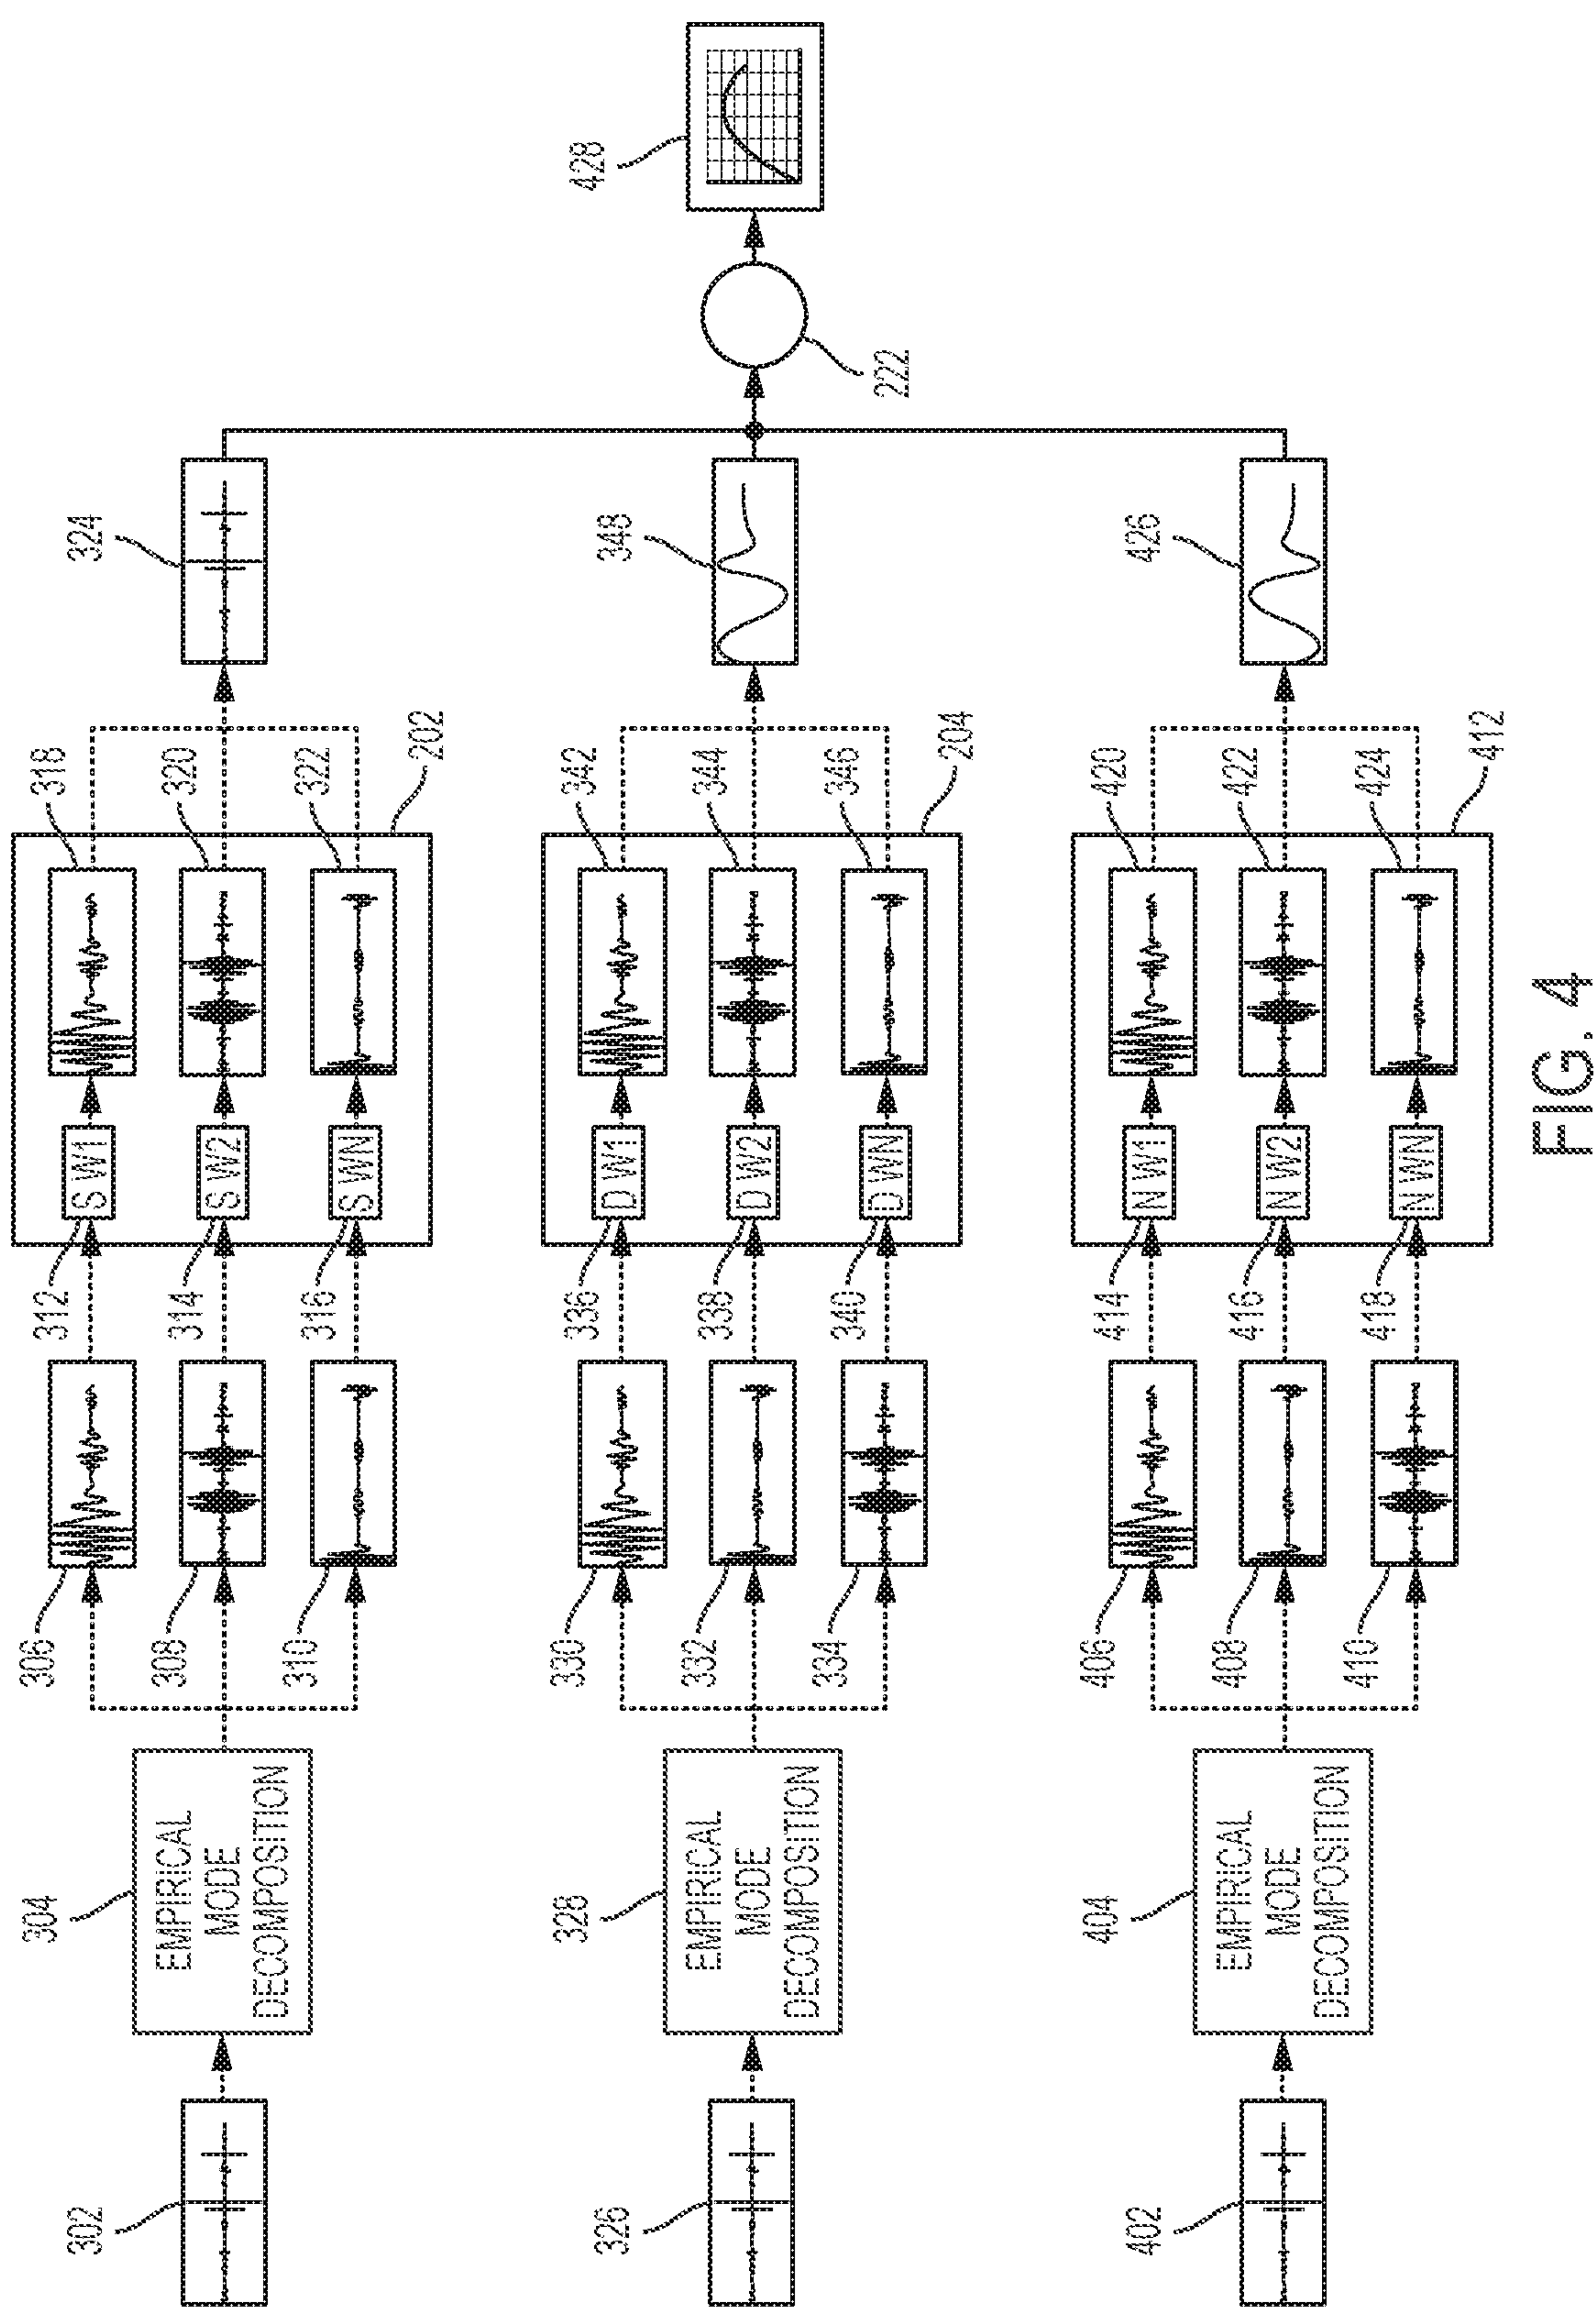 302
304
EMPIRICAL
MODE
DECOMPOSITION
306
308
310
312
314
316
S W1
S W2
S WN
318
320
322
202
324
326
328
EMPIRICAL
MODE
DECOMPOSITION
330
332
334
336
338
340
D W1
D W2
D WN
342
344
346
204
348
222
428
402
404
EMPIRICAL
MODE
DECOMPOSITION
406
408
410
414
416
418
N W1
N W2
N WN
420
422
424
412
426
FIG. 4